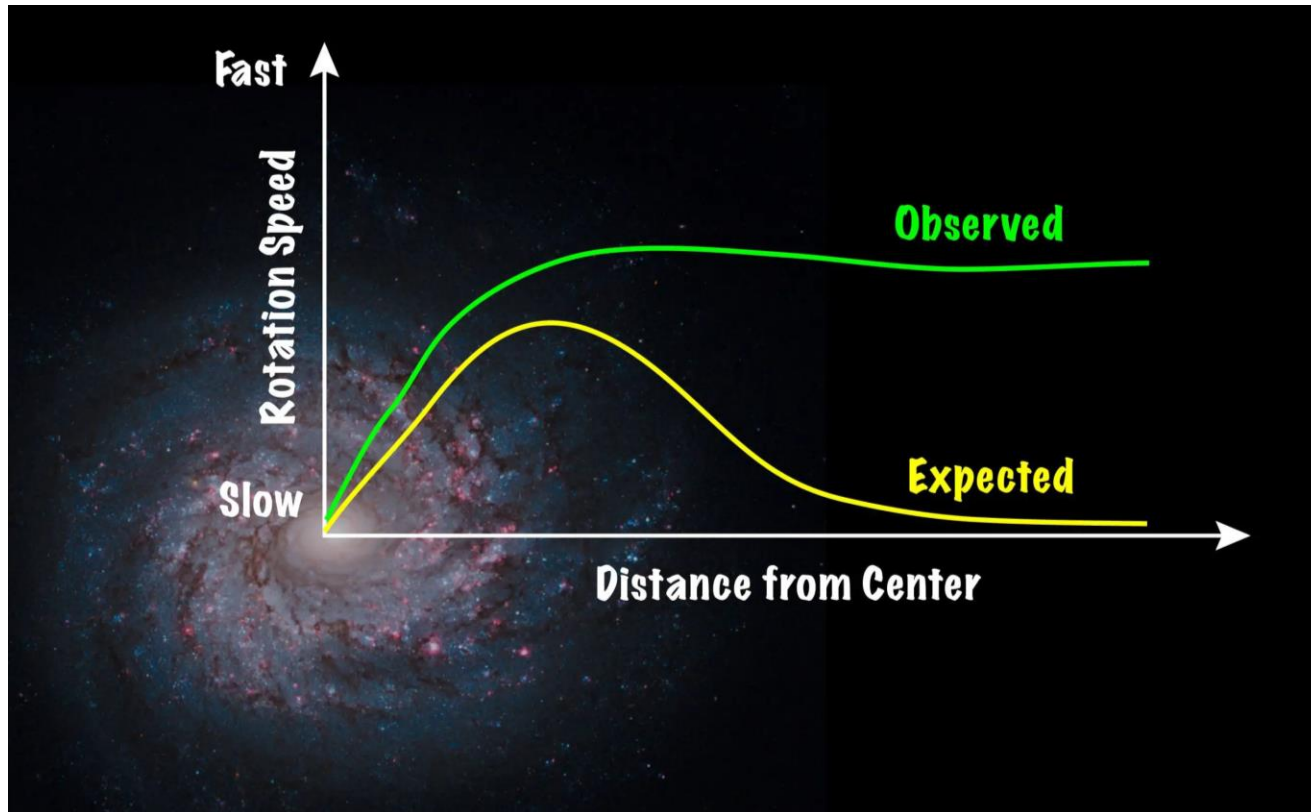 Fast
Rotation Speed
Observed
Expected
Slow
Distance from Center